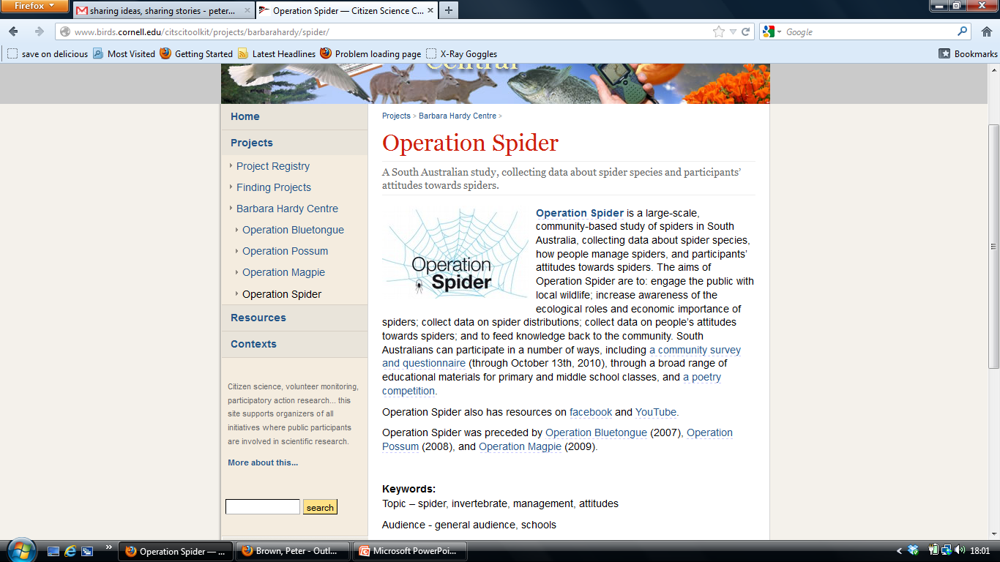 Firefox
sharing ideas, sharing stories - peter...
Operation Spider — Citizen Science C...
www.birds.cornell.edu/citscitoolkit/projects/barbarahardy/spider/
Google
save on delicious
Most Visited
Getting Started
Latest Headlines
Problem loading page
X-Ray Goggles
Bookmarks
Central
Home
Projects
Project Registry
Finding Projects
Barbara Hardy Centre
Operation Bluetongue
Operation Possum
Operation Magpie
Operation Spider
Resources
Contexts
Citizen science, volunteer monitoring,
participatory action research... this
site supports organizers of all
initiatives where public participants
are involved in scientific research.
More about this...
search
Projects > Barbara Hardy Centre >
Operation Spider
A South Australian study, collecting data about spider species and participants’
attitudes towards spiders.
Operation
Spider
Operation Spider is a large-scale,
community-based study of spiders in South
Australia, collecting data about spider species,
how people manage spiders, and participants’
attitudes towards spiders. The aims of
Operation Spider are to: engage the public with
local wildlife; increase awareness of the
ecological roles and economic importance of
spiders; collect data on spider distributions; collect data on people’s attitudes
towards spiders; and to feed knowledge back to the community. South
Australians can participate in a number of ways, including a community survey
and questionnaire (through October 13th, 2010), through a broad range of
educational materials for primary and middle school classes, and a poetry
competition.
Operation Spider also has resources on facebook and YouTube.
Operation Spider was preceded by Operation Bluetongue (2007), Operation
Possum (2008), and Operation Magpie (2009).
Keywords:
Topic – spider, invertebrate, management, attitudes
Audience - general audience, schools
Operation Spider — ...
Brown, Peter - Outl...
Microsoft PowerPoi...
18:01